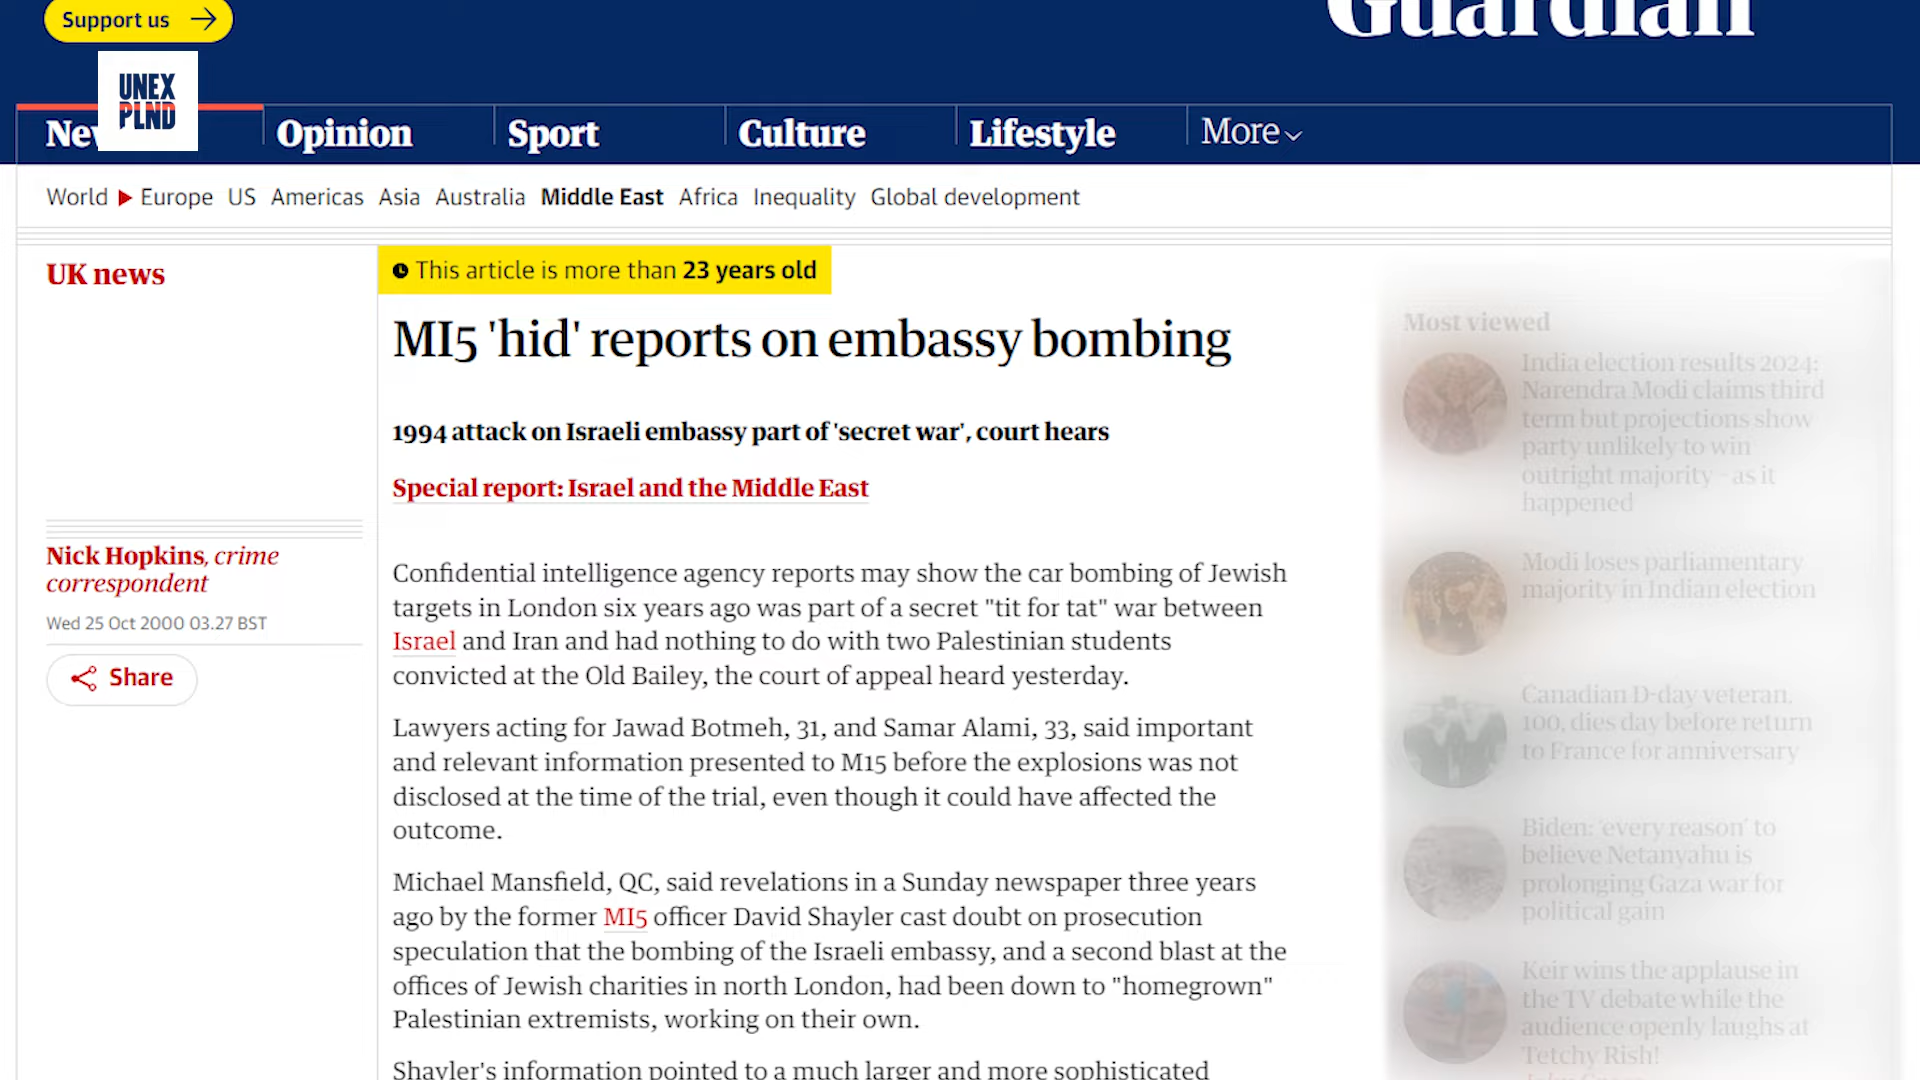 Support us
Guardian
UNEX
PLND
Ne
Opinion
Sport
Culture
Lifestyle
More
World
Europe
US
Americas
Asia
Australia
Middle East
Africa
Inequality
Global development
UK news
This article is more than 23 years old
MI5 'hid' reports on embassy bombing
1994 attack on Israeli embassy part of 'secret war', court hears
Special report: Israel and the Middle East
Nick Hopkins, crime
correspondent
Wed 25 Oct 2000 03.27 BST
Share
Confidential intelligence agency reports may show the car bombing of Jewish
targets in London six years ago was part of a secret "tit for tat" war between
Israel and Iran and had nothing to do with two Palestinian students
convicted at the Old Bailey, the court of appeal heard yesterday.
Lawyers acting for Jawad Botmeh, 31, and Samar Alami, 33, said important
and relevant information presented to M15 before the explosions was not
disclosed at the time of the trial, even though it could have affected the
outcome.
Michael Mansfield, QC, said revelations in a Sunday newspaper three years
ago by the former MI5 officer David Shayler cast doubt on prosecution
speculation that the bombing of the Israeli embassy, and a second blast at the
offices of Jewish charities in north London, had been down to "homegrown"
Palestinian extremists, working on their own.
Shayler's information pointed to a much larger and more sophisticated
Most viewed
India election results 2024:
Narendra Modi claims third
term but projections show
party unlikely to win
outright majority – as it
happened
Modi loses parliamentary
majority in Indian election
Canadian D-day veteran,
100, dies day before return
to France for anniversary
Biden: 'every reason' to
believe Netanyahu is
prolonging Gaza war for
political gain
Keir wins the applause in
the TV debate while the
audience openly laughs at
Tetchy Rish!